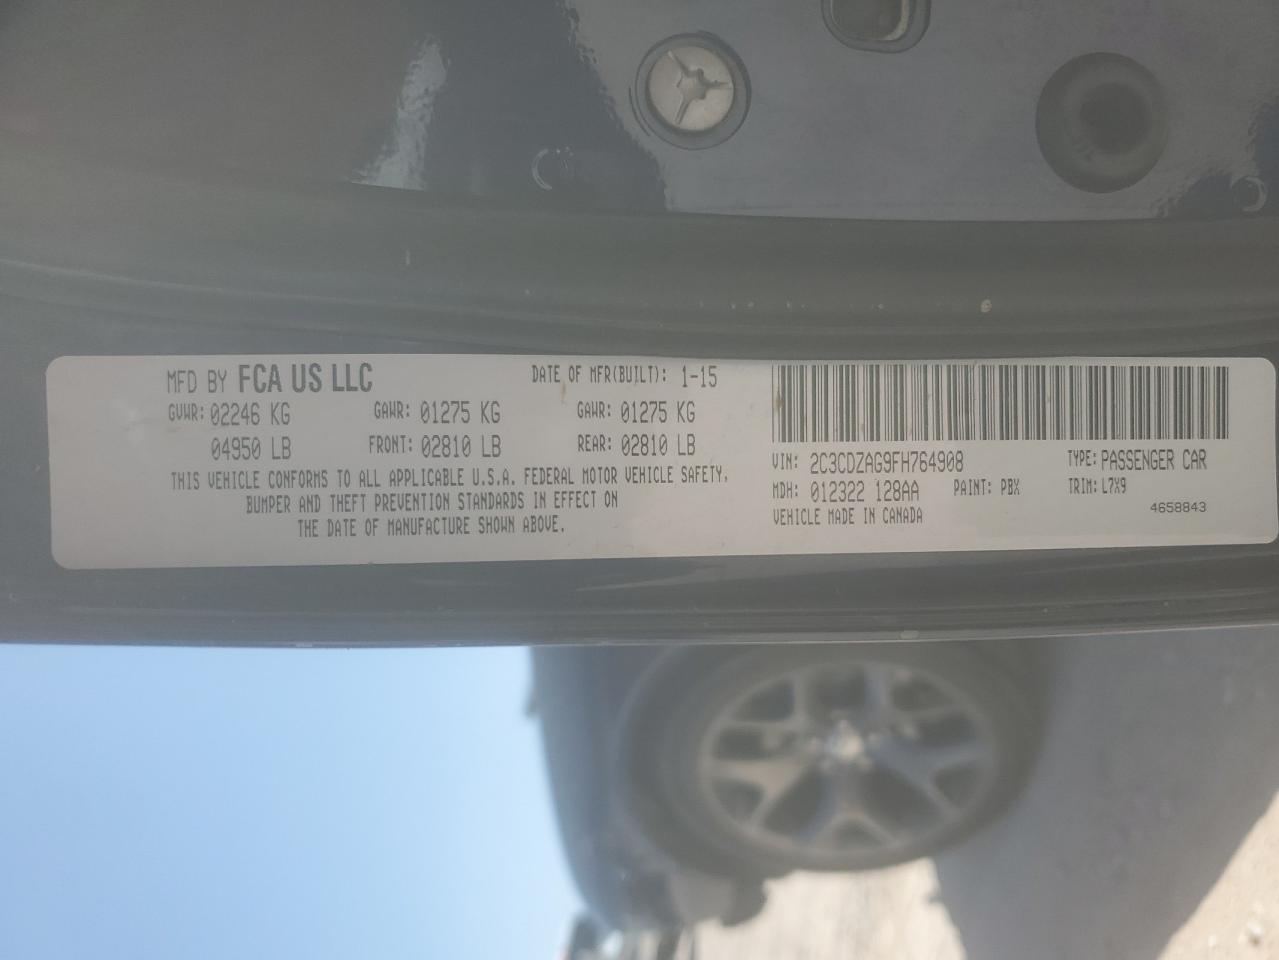 MFD BY FCA US LLC DATE OF MFR(BUILT): 1-15
GVWR: 02246 KG GAWR: 01275 KG GAWR: 01275 KG
04950 LB FRONT: 02810 LB REAR: 02810 LB
THIS VEHICLE CONFORMS TO ALL APPLICABLE U.S.A. FEDERAL MOTOR VEHICLE SAFETY,
BUMPER AND THEFT PREVENTION STANDARDS IN EFFECT ON
THE DATE OF MANUFACTURE SHOWN ABOVE.
VIN: 2C3CDZAG9FH764908 TYPE: PASSENGER CAR
MDH: 012322 128AA PAINT: PBX TRIM: L7X9
VEHICLE MADE IN CANADA 4658843